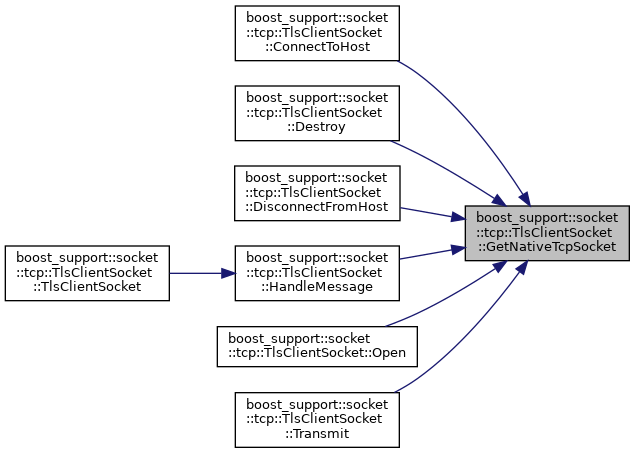 boost_support::socket
::tcp::TlsClientSocket
::ConnectToHost
boost_support::socket
::tcp::TlsClientSocket
::Destroy
boost_support::socket
::tcp::TlsClientSocket
::DisconnectFromHost
boost_support::socket
::tcp::TlsClientSocket
::GetNativeTcpSocket
boost_support::socket
::tcp::TlsClientSocket
::TlsClientSocket
boost_support::socket
::tcp::TlsClientSocket
::HandleMessage
boost_support::socket
::tcp::TlsClientSocket::Open
boost_support::socket
::tcp::TlsClientSocket
::Transmit